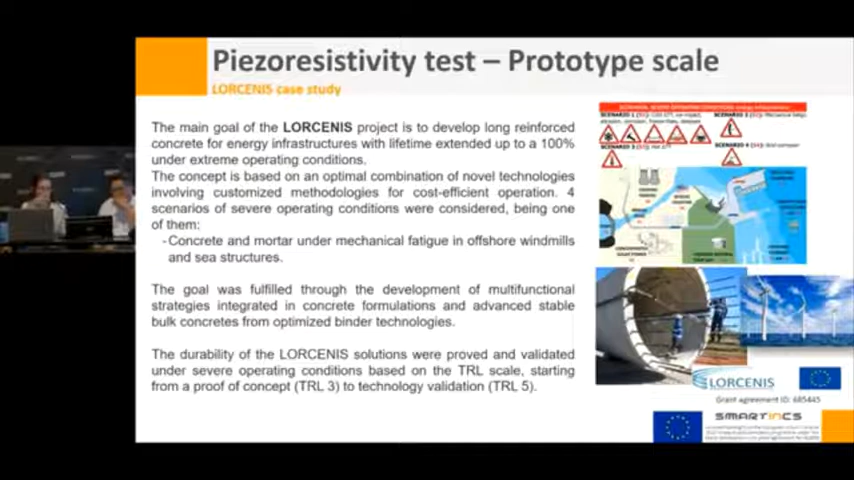 Piezoresistivity test – Prototype scale
LORCENIS case study
The main goal of the LORCENIS project is to develop long reinforced
concrete for energy infrastructures with lifetime extended up to a 100%
under extreme operating conditions.
The concept is based on an optimal combination of novel technologies
involving customized methodologies for cost-efficient operation. 4
scenarios of severe operating conditions were considered, being one
of them:
- Concrete and mortar under mechanical fatigue in offshore windmills
and sea structures.
The goal was fulfilled through the development of multifunctional
strategies integrated in concrete formulations and advanced stable
bulk concretes from optimized binder technologies.
The durability of the LORCENIS solutions were proved and validated
under severe operating conditions based on the TRL scale, starting
from a proof of concept (TRL 3) to technology validation (TRL 5).
LORCENIS
Grant agreement ID: 685445
SMARTINCS